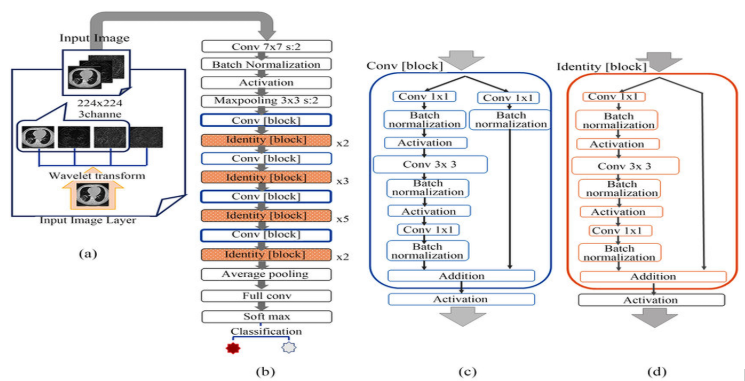 Input Image
224x224
3channe
Wavelet transform
Input Image Layer
(a)
Conv 7x7 s:2
Batch Normalization
Activation
Maxpooling 3x3 s:2
Conv [block]
Identity [block]
x2
Conv [block]
Identity [block]
x3
Conv [block]
Identity [block]
x5
Conv [block]
Identity [block]
x2
Average pooling
Full conv
Soft max
Classification
(b)
Conv [block]
Conv 1x1
Conv 1x1
Batch
normalization
Batch
normalization
Activation
Conv 3x 3
Batch
normalization
Activation
Conv 1x1
Batch
normalization
Addition
Activation
(c)
Identity [block]
Conv 1x1
Batch
normalization
Activation
Conv 3x 3
Batch
normalization
Activation
Conv 1x1
Batch
normalization
Addition
Activation
(d)